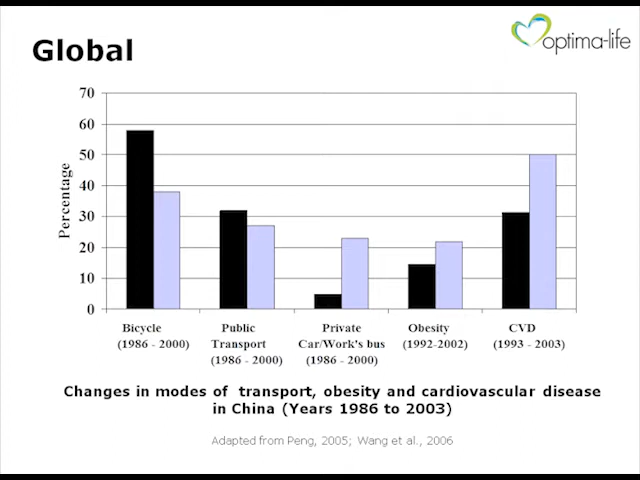 Global
optima-life
70
60
50
40
30
20
10
0
Percentage
Bicycle
(1986 - 2000)
Public
Transport
(1986 - 2000)
Private
Car/Work's bus
(1986 - 2000)
Obesity
(1992-2002)
CVD
(1993 - 2003)
Changes in modes of transport, obesity and cardiovascular disease
in China (Years 1986 to 2003)
Adapted from Peng, 2005; Wang et al., 2006